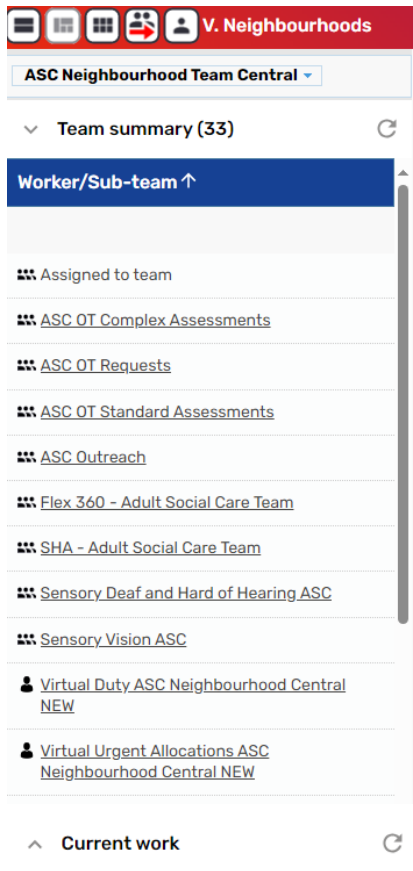 V. Neighbourhoods
ASC Neighbourhood Team Central
Team summary (33)
Worker/Sub-team ↑
Assigned to team
ASC OT Complex Assessments
ASC OT Requests
ASC OT Standard Assessments
ASC Outreach
Flex 360 - Adult Social Care Team
SHA - Adult Social Care Team
Sensory Deaf and Hard of Hearing ASC
Sensory Vision ASC
Virtual Duty ASC Neighbourhood Central
NEW
Virtual Urgent Allocations ASC
Neighbourhood Central NEW
Current work